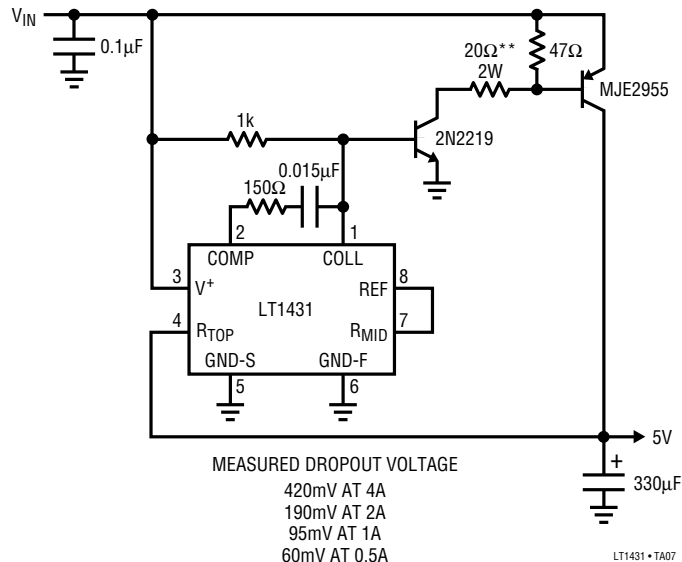 VIN
0.1μF
20Ω**
2W
47Ω
MJE2955
1k
2N2219
0.015μF
150Ω
2
1
COMP
COLL
3
V+
REF
8
LT1431
4
RTOP
RMID
7
GND-S
GND-F
5
6
5V
MEASURED DROPOUT VOLTAGE
420mV AT 4A
190mV AT 2A
95mV AT 1A
60mV AT 0.5A
+
330μF
LT1431 • TA07